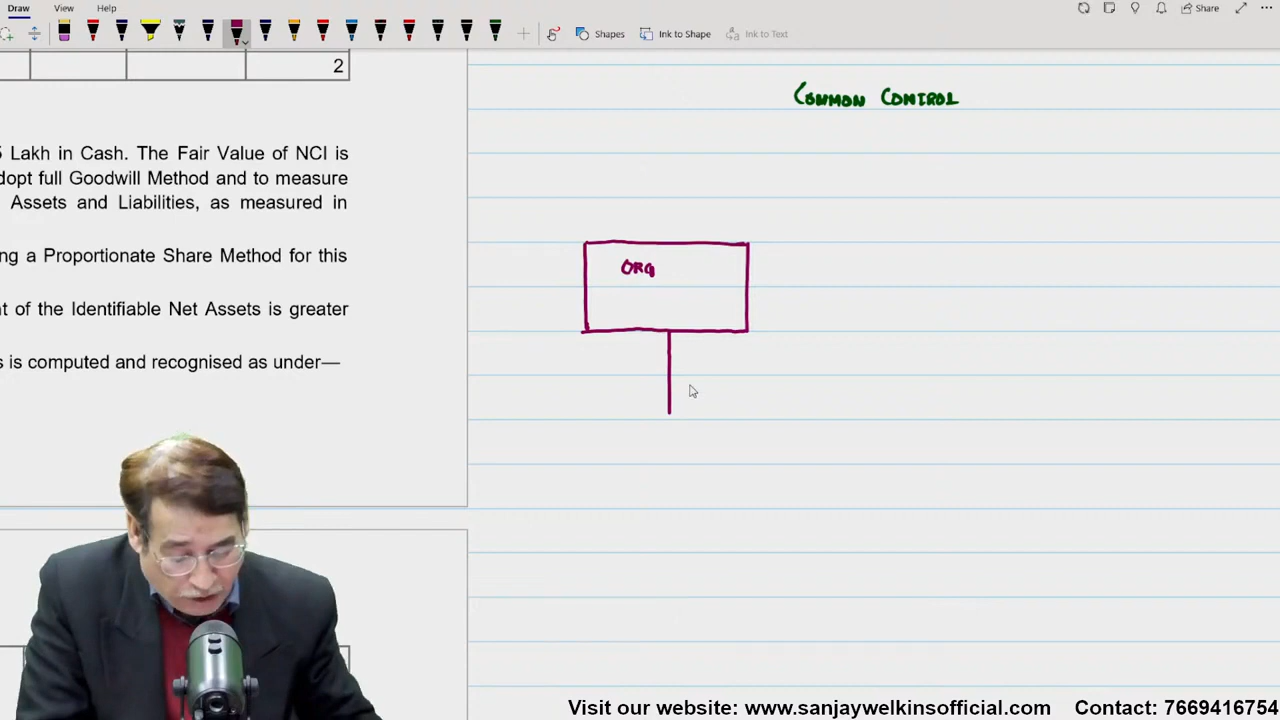 Draw View Help
Share
Shapes Ink to Shape Ink to Text
2
COMMON CONTROL
5 Lakh in Cash. The Fair Value of NCI is
dopt full Goodwill Method and to measure
Assets and Liabilities, as measured in
ng a Proportionate Share Method for this
ORG
nt of the Identifiable Net Assets is greater
s is computed and recognised as under—
Visit our website: www.sanjaywelkinsofficial.com Contact: 7669416754